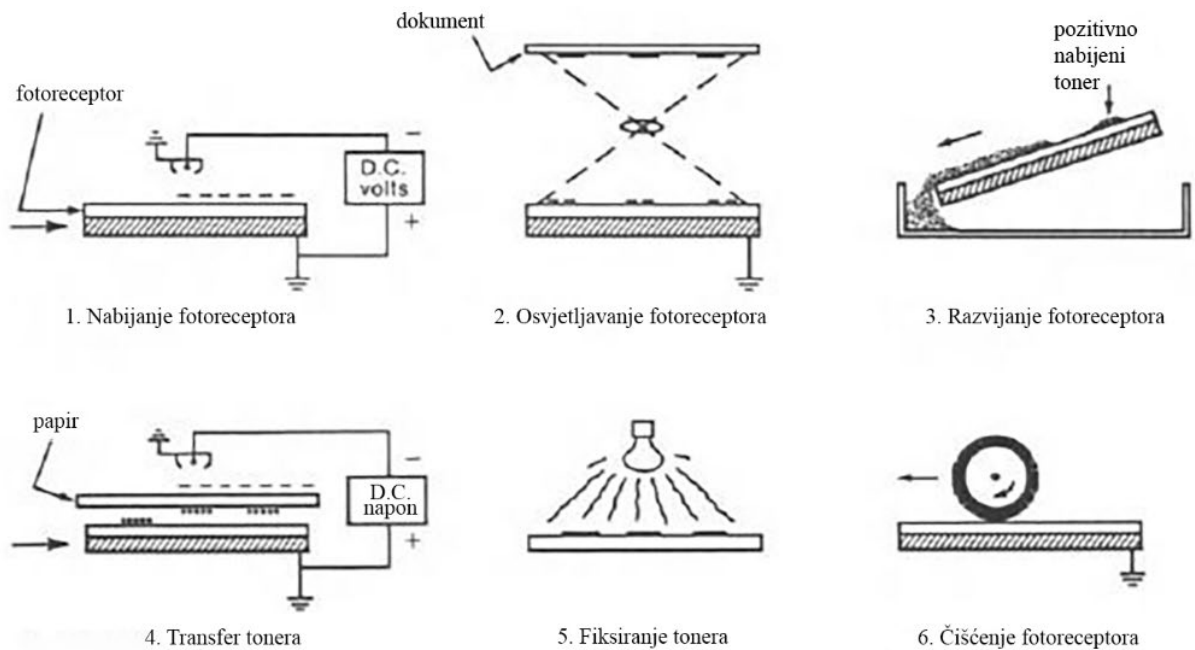 fotoreceptor
−
D.C.
volts
+
1. Nabijanje fotoreceptora
dokument
2. Osvjetljavanje fotoreceptora
pozitivno
nabijeni
toner
3. Razvijanje fotoreceptora
papir
−
D.C.
napon
+
4. Transfer tonera
5. Fiksiranje tonera
6. Čišćenje fotoreceptora